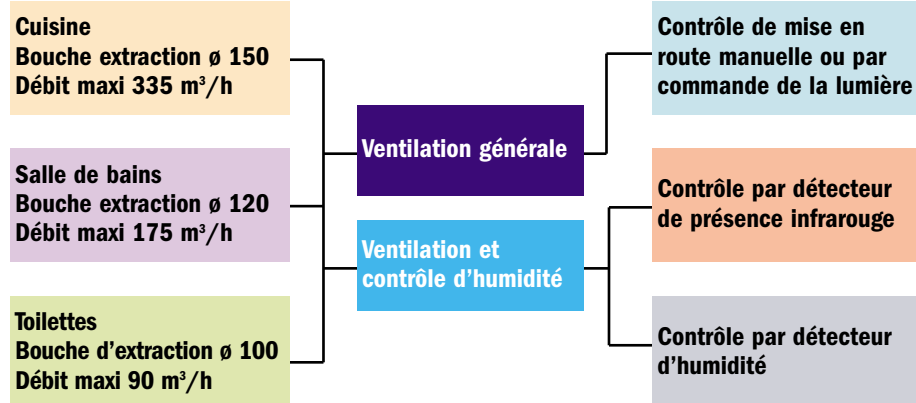 Cuisine
Bouche extraction ø 150
Débit maxi 335 m³/h
Salle de bains
Bouche extraction ø 120
Débit maxi 175 m³/h
Toilettes
Bouche d'extraction ø 100
Débit maxi 90 m³/h
Ventilation générale
Ventilation et
contrôle d'humidité
Contrôle de mise en
route manuelle ou par
commande de la lumière
Contrôle par détecteur
de présence infrarouge
Contrôle par détecteur
d'humidité